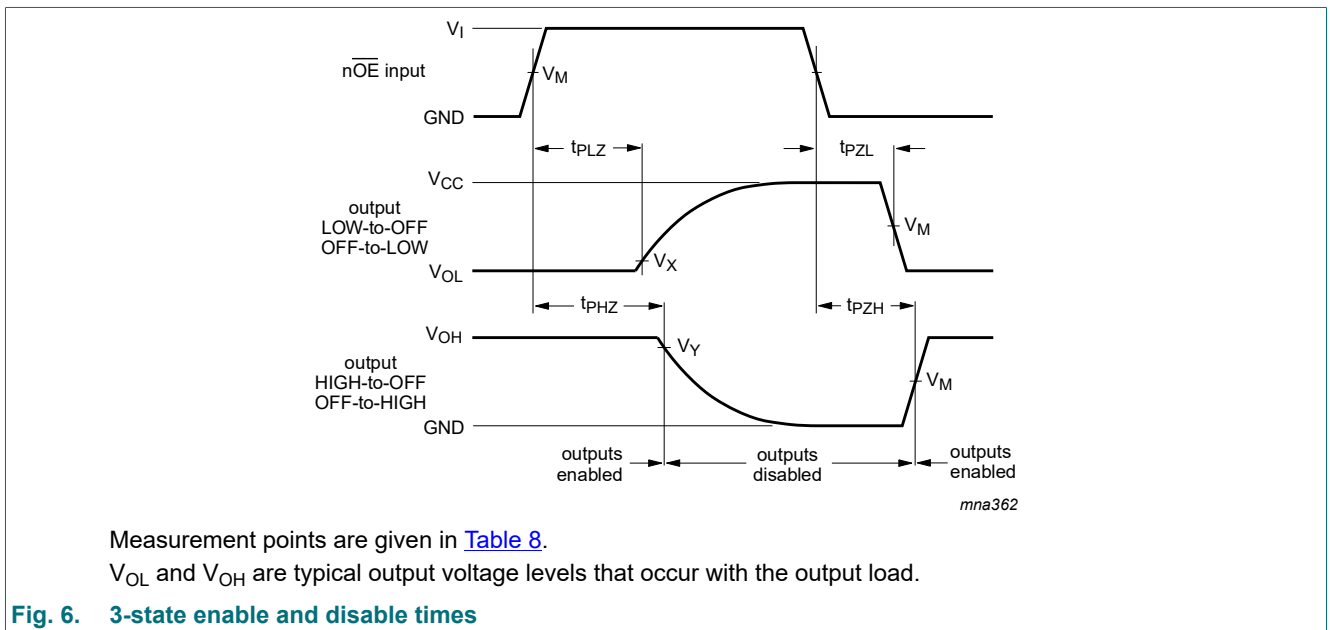 V_I
nO̅E̅ input
V_M
GND
t_PLZ
t_PZL
V_CC
output
LOW-to-OFF
OFF-to-LOW
V_M
V_X
V_OL
t_PHZ
t_PZH
V_OH
V_Y
output
HIGH-to-OFF
OFF-to-HIGH
V_M
GND
outputs
enabled
outputs
disabled
outputs
enabled
mna362
Measurement points are given in Table 8.
V_OL and V_OH are typical output voltage levels that occur with the output load.
Fig. 6. 3-state enable and disable times